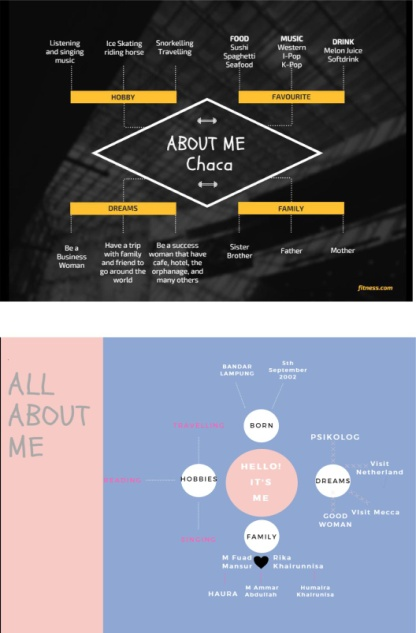 Listening
and singing
music
Ice Skating
riding horse
Snorkelling
Travelling
FOOD
Sushi
Spaghetti
Seafood
MUSIC
Western
I-Pop
K-Pop
DRINK
Melon Juice
Softdrink
HOBBY
FAVOURITE
ABOUT ME
Chaca
DREAMS
FAMILY
Be a
Business
Woman
Have a trip
with family
and friend to
go around the
world
Be a success
woman that have
cafe, hotel, the
orphanage, and
many others
Sister
Brother
Father
Mother
fitness.com
ALL
ABOUT
ME
BANDAR
LAMPUNG
5th
September
2002
TRAVELLING
BORN
PSIKOLOG
READING
HOBBIES
HELLO!
IT'S
ME
DREAMS
Visit
Netherland
Visit Mecca
GOOD
WOMAN
SINGING
FAMILY
M Fuad
Mansur
Rika
Khairunnisa
HAURA
M Ammar
Abdullah
Humaira
Khairunisa